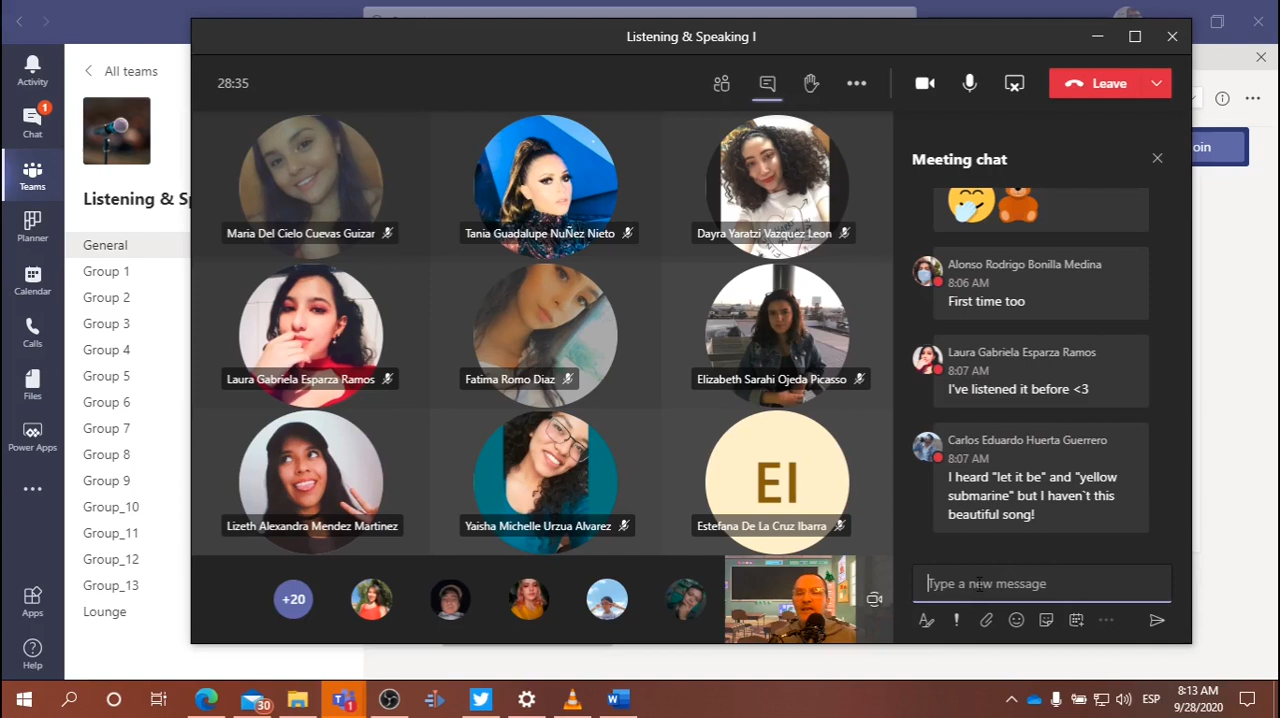 Listening & Speaking I
28:35
Leave
Activity
Chat
1
Teams
Planner
Calendar
Calls
Files
Power Apps
Apps
Help
All teams
Listening & Sp
General
Group 1
Group 2
Group 3
Group 4
Group 5
Group 6
Group 7
Group 8
Group 9
Group_10
Group_11
Group_12
Group_13
Lounge
Maria Del Cielo Cuevas Guizar
Tania Guadalupe NuÑez Nieto
Dayra Yaratzi Vazquez Leon
Laura Gabriela Esparza Ramos
Fatima Romo Diaz
Elizabeth Sarahi Ojeda Picasso
EI
Lizeth Alexandra Mendez Martinez
Yaisha Michelle Urzua Alvarez
Estefana De La Cruz Ibarra
+20
Meeting chat
Alonso Rodrigo Bonilla Medina
8:06 AM
First time too
Laura Gabriela Esparza Ramos
8:07 AM
I've listened it before <3
Carlos Eduardo Huerta Guerrero
8:07 AM
I heard "let it be" and "yellow
submarine" but I haven`t this
beautiful song!
Type a new message
oin
30
1
ESP
8:13 AM
9/28/2020